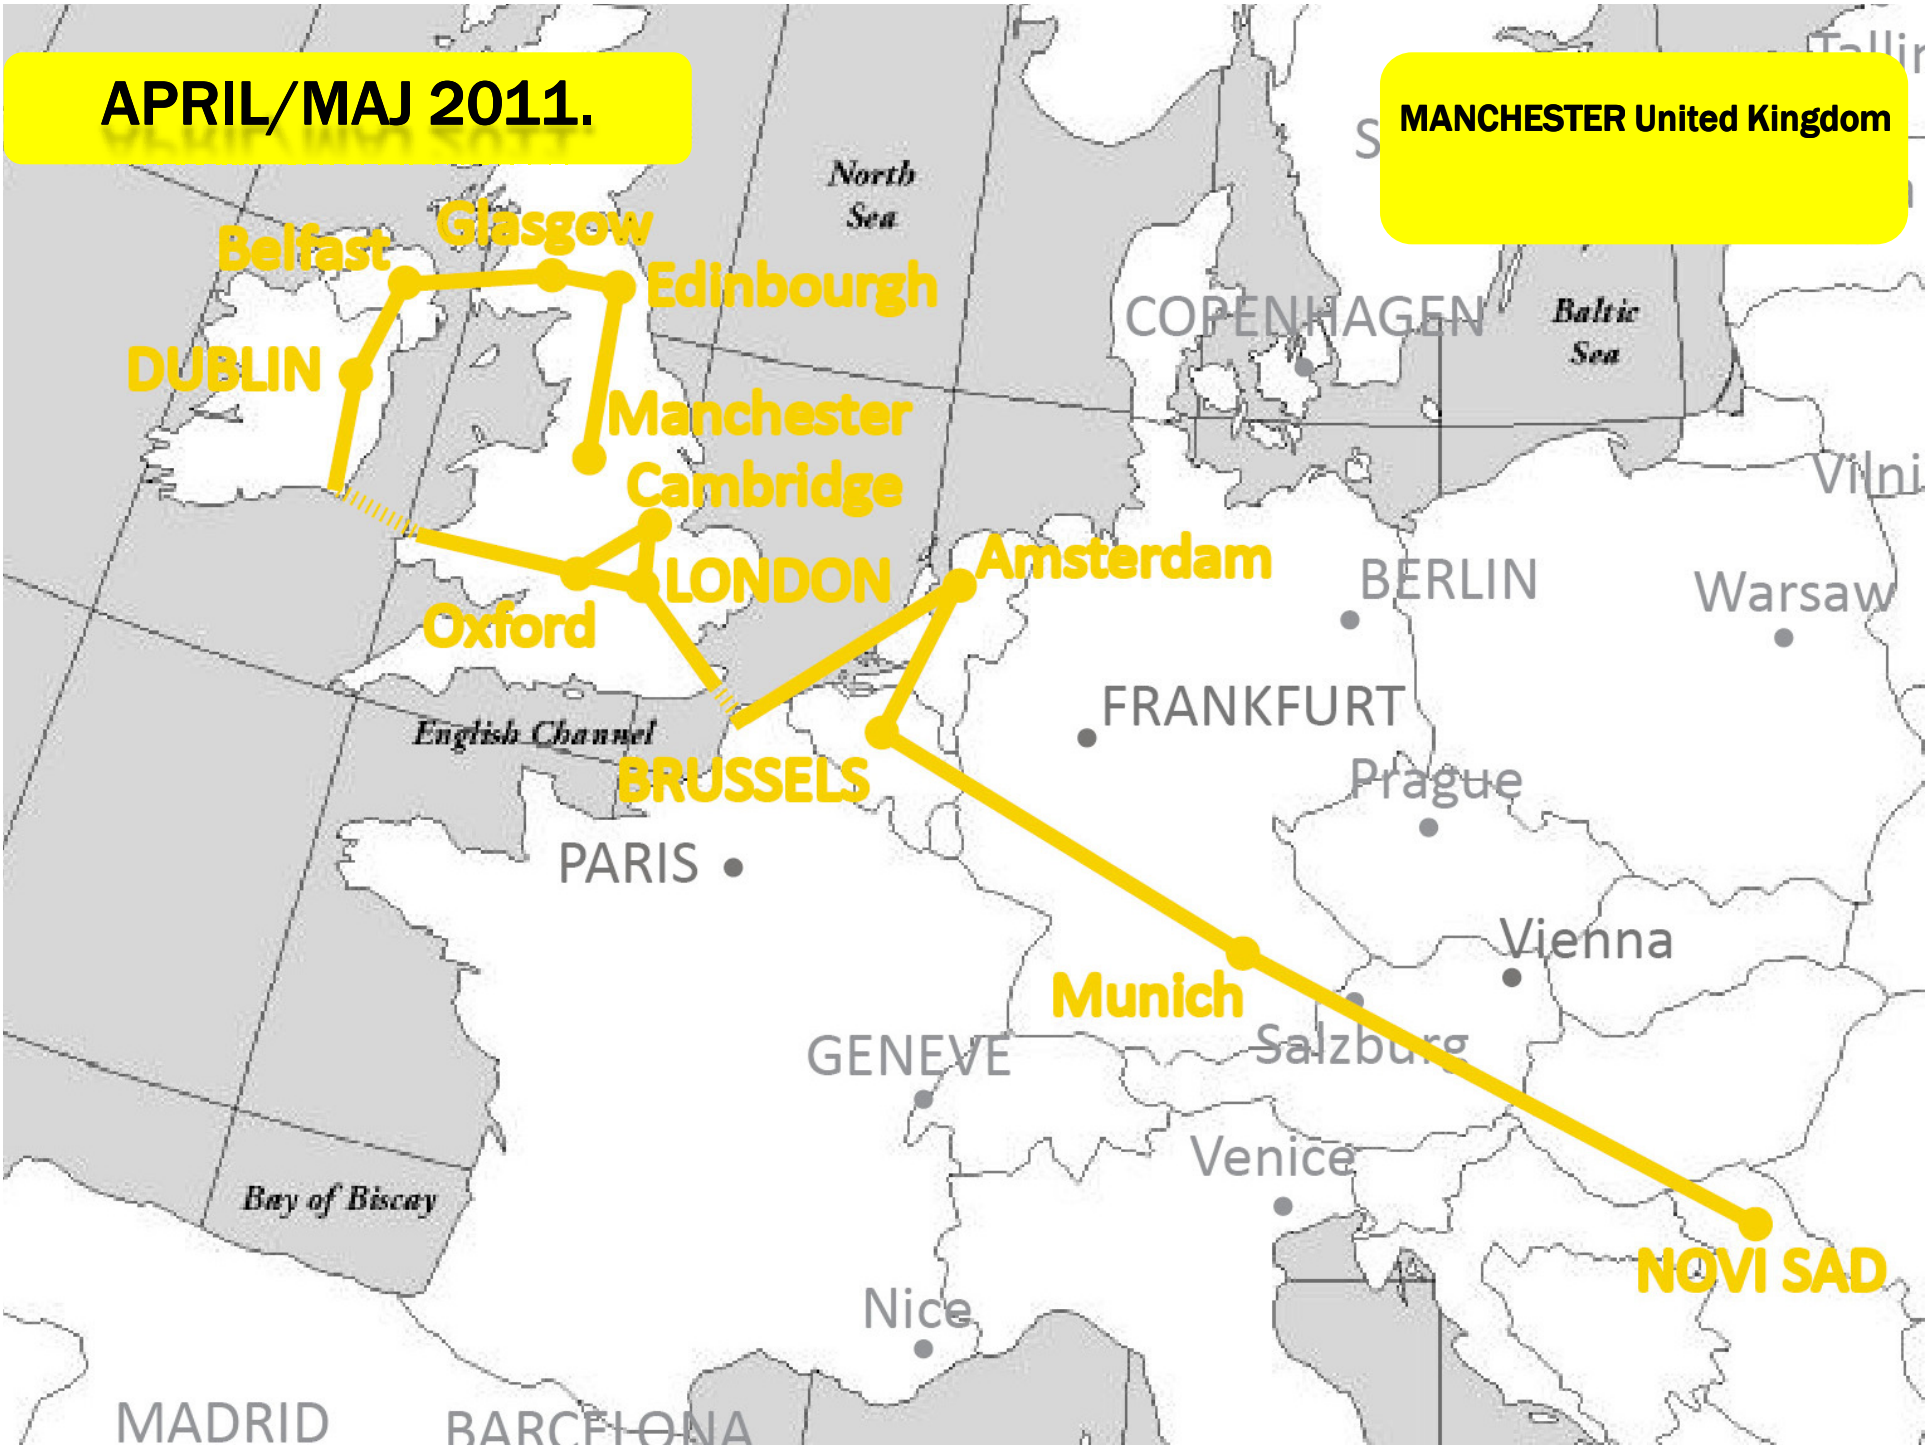 APRIL/MAJ 2011.
MANCHESTER United Kingdom
North
Sea
Glasgow
Belfast
Edinbourgh
COPENHAGEN
Baltic
Sea
DUBLIN
Manchester
Cambridge
Amsterdam
LONDON
BERLIN
Warsaw
Oxford
FRANKFURT
English Channel
BRUSSELS
Prague
PARIS
Vienna
Munich
GENEVE
Salzburg
Venice
Bay of Biscay
NOVI SAD
Nice
MADRID
BARCELONA